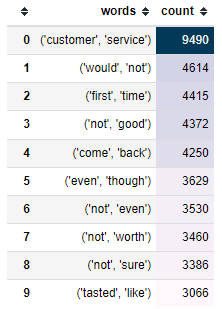 words count
0 ('customer', 'service') 9490
1 ('would', 'not') 4614
2 ('first', 'time') 4415
3 ('not', 'good') 4372
4 ('come', 'back') 4250
5 ('even', 'though') 3629
6 ('not', 'even') 3530
7 ('not', 'worth') 3460
8 ('not', 'sure') 3386
9 ('tasted', 'like') 3066